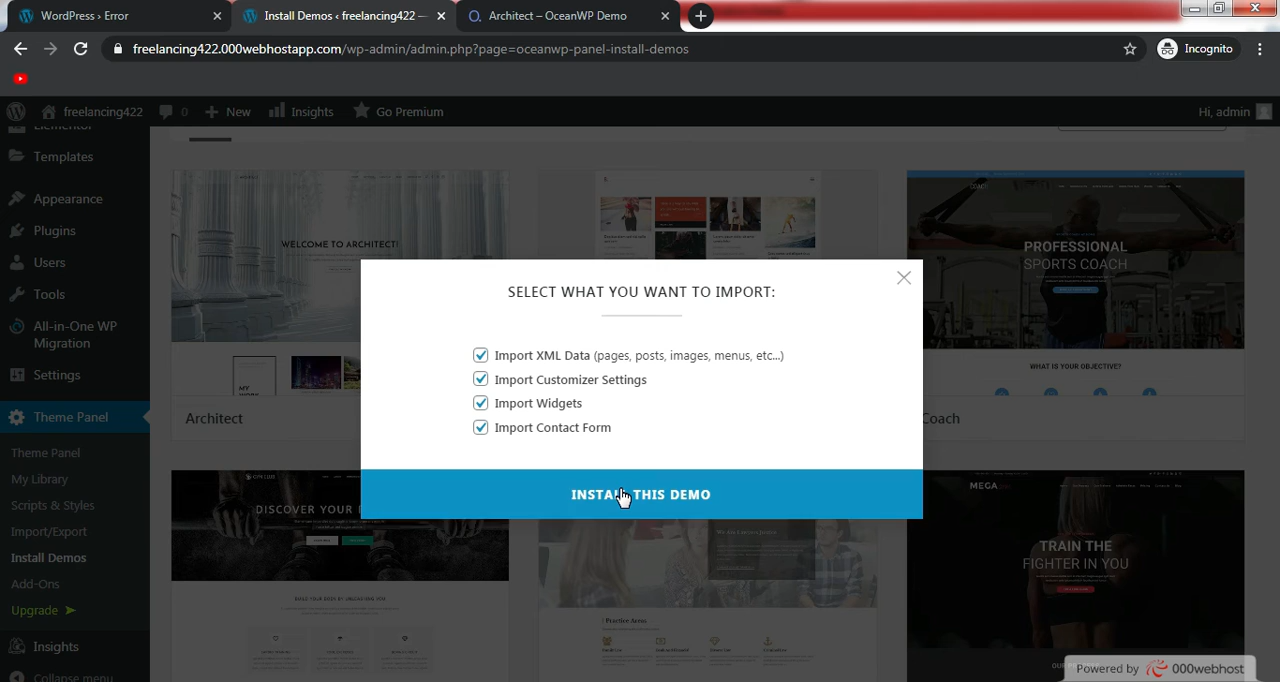 WordPress › Error
Install Demos ‹ freelancing422 —
Architect – OceanWP Demo
freelancing422.000webhostapp.com/wp-admin/admin.php?page=oceanwp-panel-install-demos
Incognito
freelancing422
0
New
Insights
Go Premium
Hi, admin
Elementor
Templates
Appearance
Plugins
Users
Tools
All-in-One WP
Migration
Settings
Theme Panel
Theme Panel
My Library
Scripts & Styles
Import/Export
Install Demos
Add-Ons
Upgrade ➤
Insights
Collapse menu
WELCOME TO ARCHITECT!
Architect
COACH
PROFESSIONAL
SPORTS COACH
WHAT IS YOUR OBJECTIVE?
Coach
SELECT WHAT YOU WANT TO IMPORT:
Import XML Data (pages, posts, images, menus, etc...)
Import Customizer Settings
Import Widgets
Import Contact Form
INSTALL THIS DEMO
DISCOVER YOUR
Practice Areas
MEGA
TRAIN THE
FIGHTER IN YOU
Powered by 000webhost